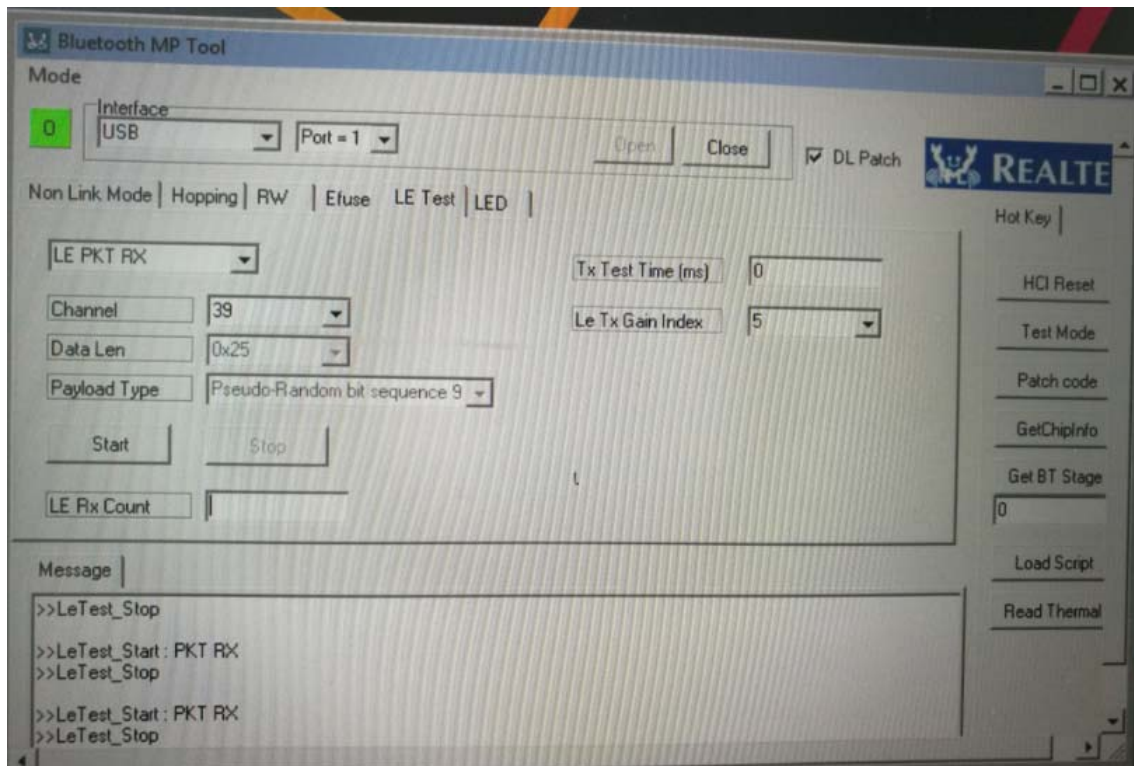 Bluetooth MP Tool
Mode
Interface
0 USB Port = 1 Open Close DL Patch
REALTE
Non Link Mode Hopping RW Efuse LE Test LED
Hot Key
LE PKT RX
Tx Test Time (ms) 0
HCI Reset
Channel 39
Le Tx Gain Index 5
Test Mode
Data Len 0x25
Payload Type Pseudo-Random bit sequence 9
Patch code
Start Stop
GetChipInfo
Get BT Stage
LE Rx Count
0
Message
Load Script
>>LeTest_Stop
Read Thermal
>>LeTest_Start : PKT RX
>>LeTest_Stop
>>LeTest_Start : PKT RX
>>LeTest_Stop